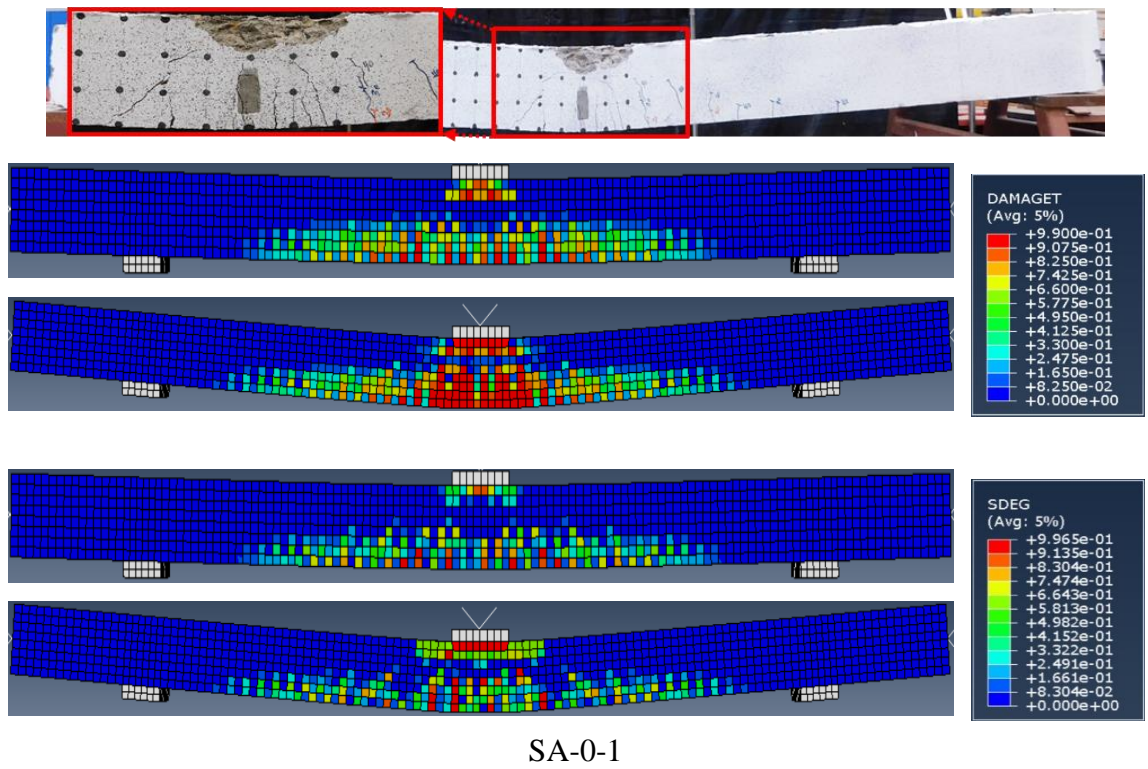 DAMAGET
(Avg: 5%)
+9.900e-01
+9.075e-01
+8.250e-01
+7.425e-01
+6.600e-01
+5.775e-01
+4.950e-01
+4.125e-01
+3.300e-01
+2.475e-01
+1.650e-01
+8.250e-02
+0.000e+00
SDEG
(Avg: 5%)
+9.965e-01
+9.135e-01
+8.304e-01
+7.474e-01
+6.643e-01
+5.813e-01
+4.982e-01
+4.152e-01
+3.322e-01
+2.491e-01
+1.661e-01
+8.304e-02
+0.000e+00
SA-0-1